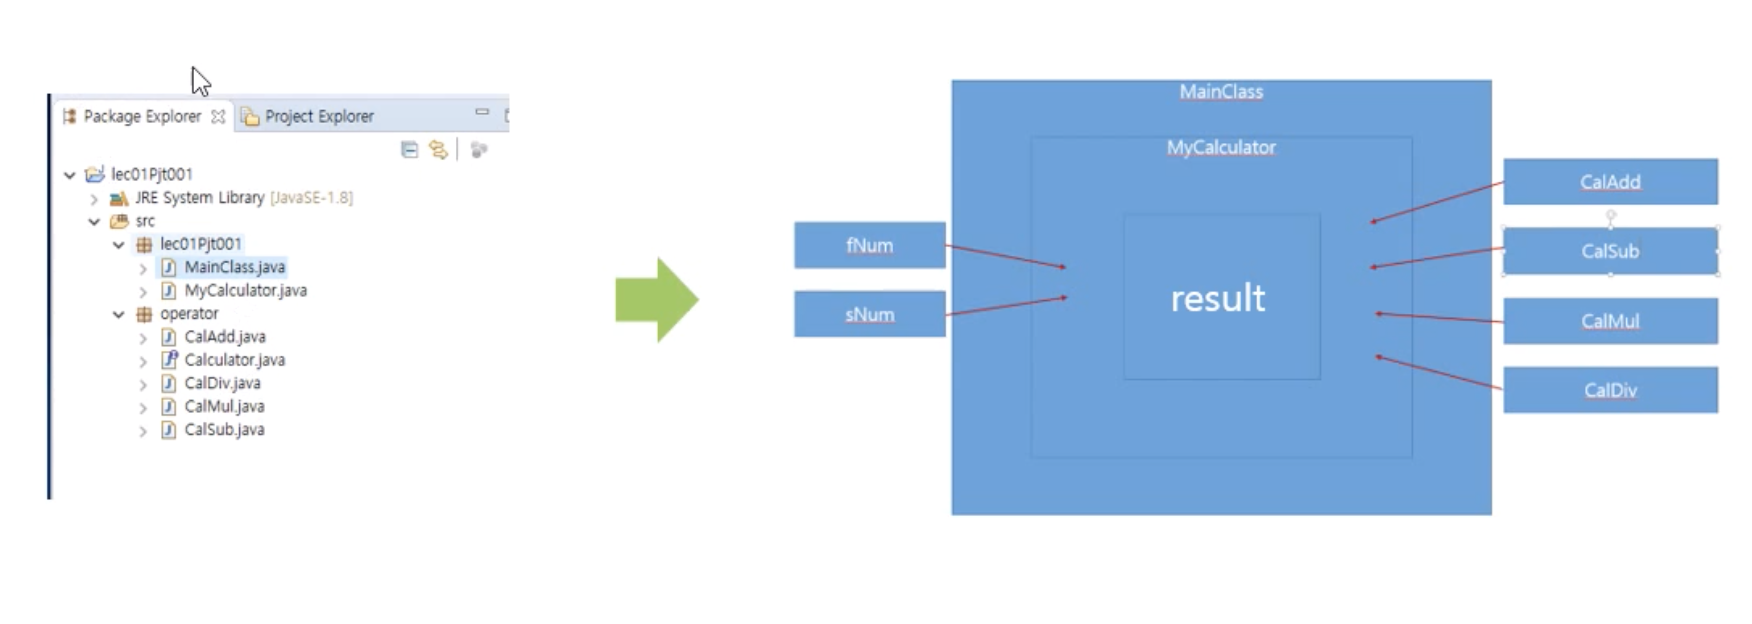 Package Explorer
Project Explorer
lec01Pjt001
JRE System Library [JavaSE-1.8]
src
lec01Pjt001
MainClass.java
MyCalculator.java
operator
CalAdd.java
Calculator.java
CalDiv.java
CalMul.java
CalSub.java
MainClass
MyCalculator
result
fNum
sNum
CalAdd
CalSub
CalMul
CalDiv